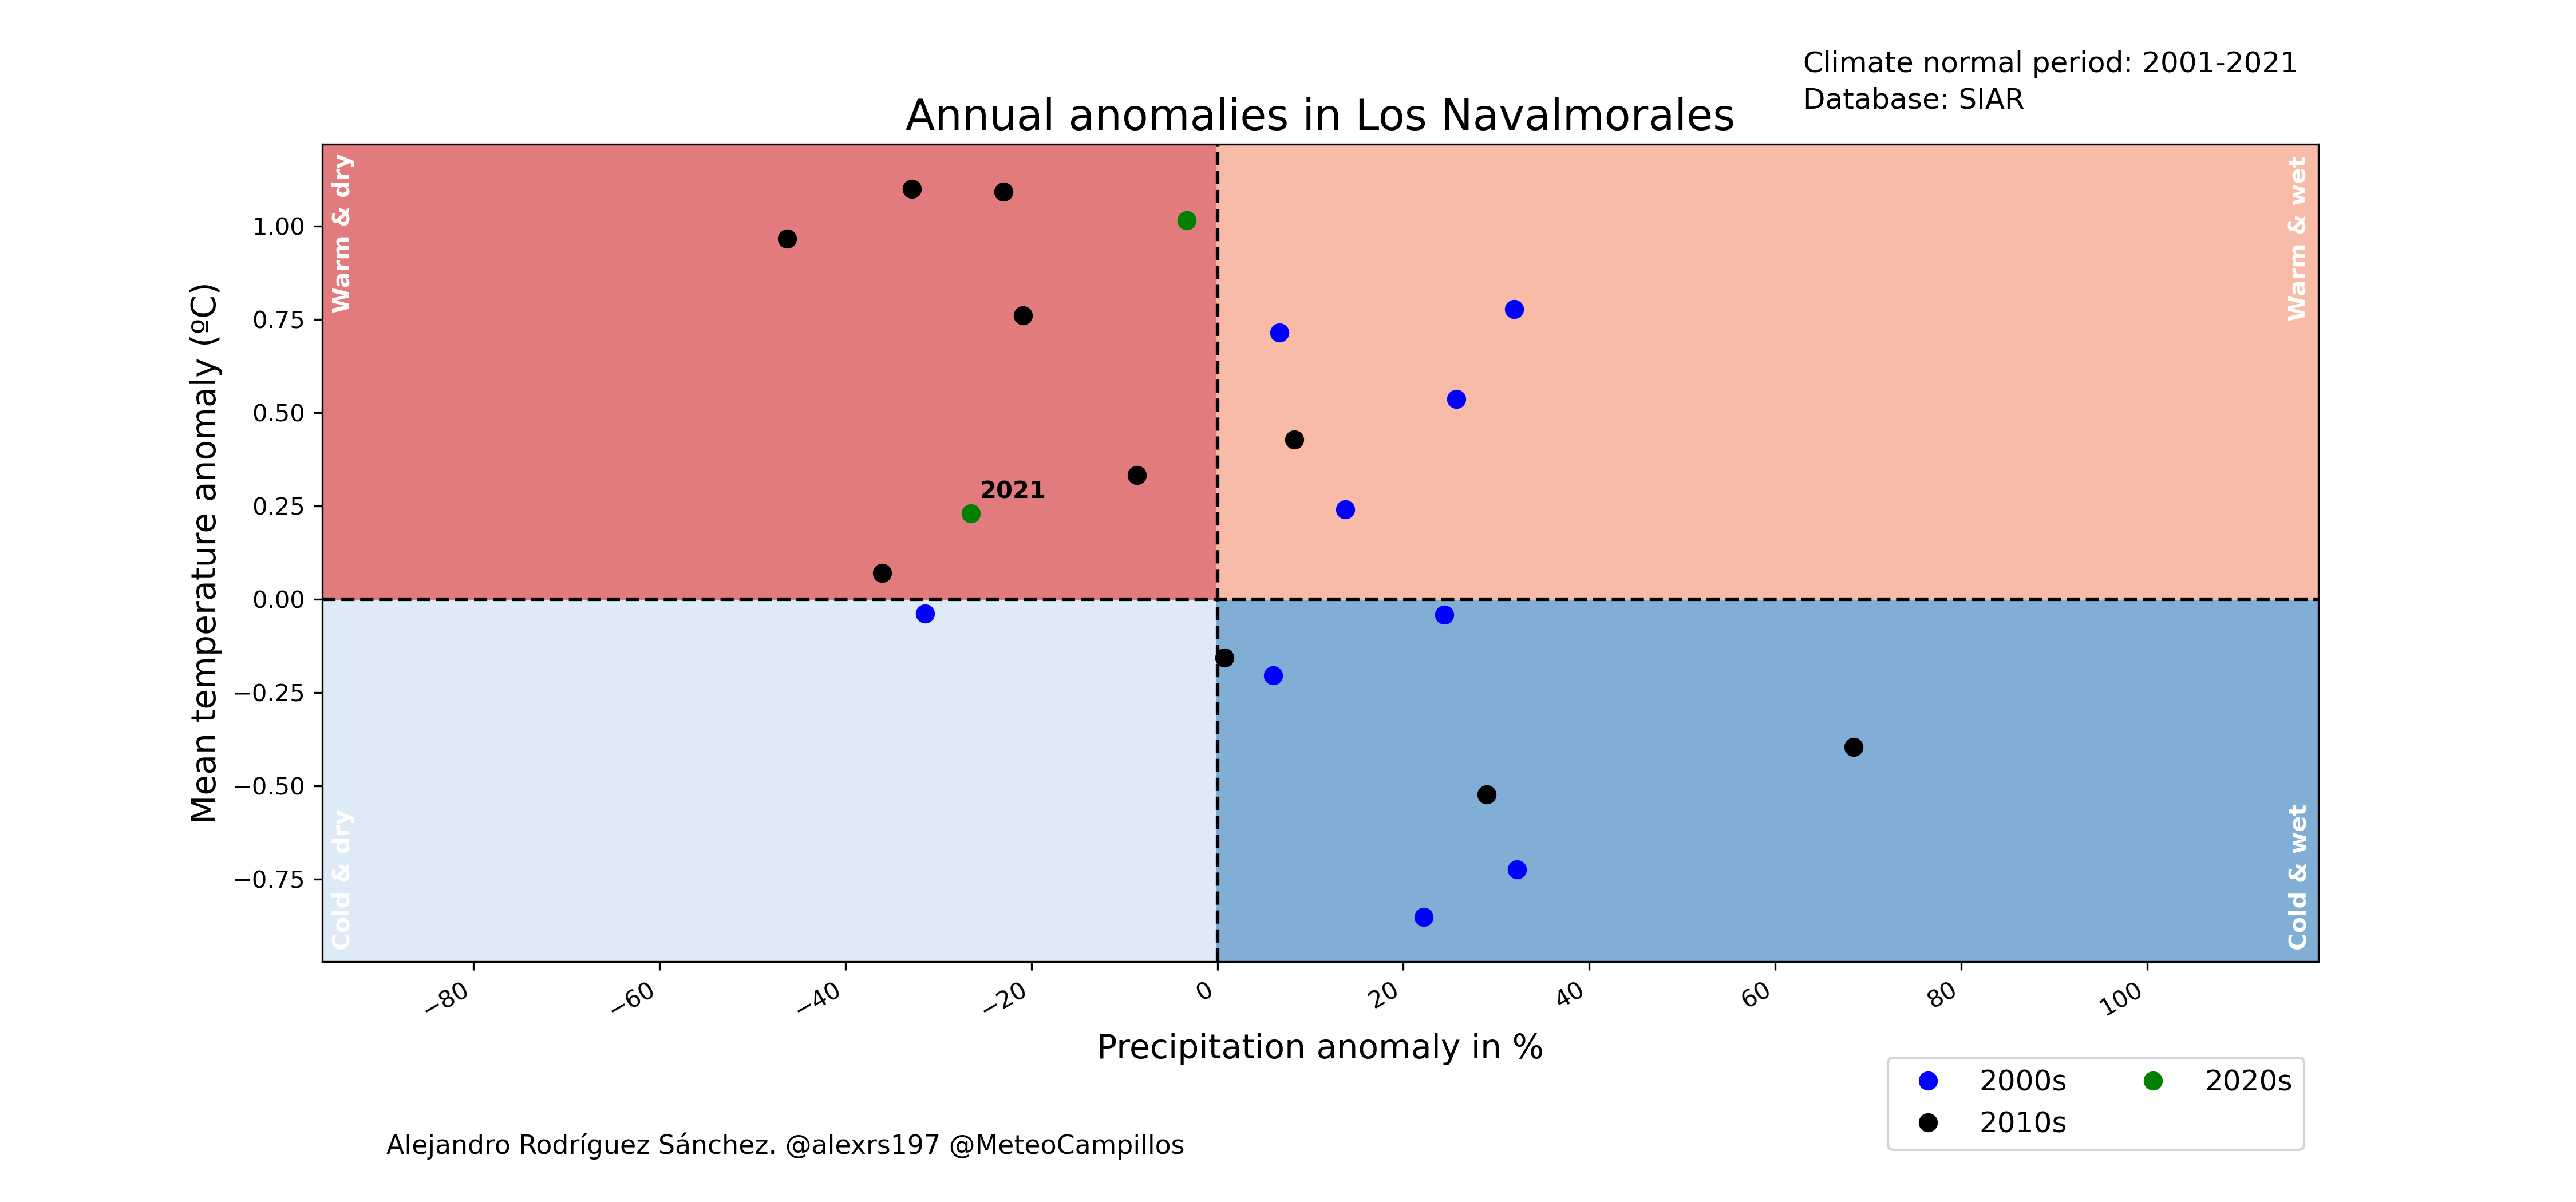 Climate normal period: 2001-2021
Database: SIAR
Annual anomalies in Los Navalmorales
Warm & dry
Warm & wet
Mean temperature anomaly (ºC)
1.00
0.75
0.50
0.25
0.00
−0.25
−0.50
−0.75
2021
Cold & dry
Cold & wet
−80 −60 −40 −20 0 20 40 60 80 100
Precipitation anomaly in %
2000s 2020s
2010s
Alejandro Rodríguez Sánchez. @alexrs197 @MeteoCampillos